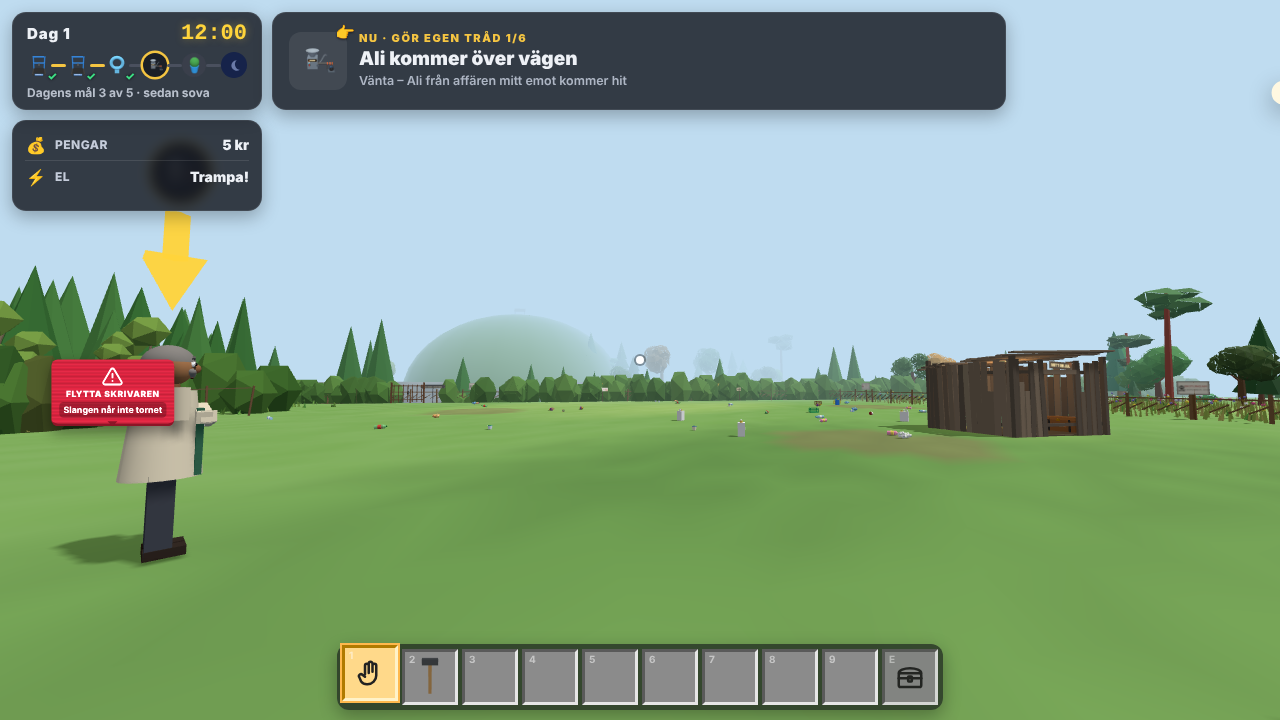 Dag 1
12:00
Dagens mål 3 av 5 · sedan sova
PENGAR
5 kr
EL
Trampa!
NU · GÖR EGEN TRÅD 1/6
Ali kommer över vägen
Vänta – Ali från affären mitt emot kommer hit
FLYTTA SKRIVAREN
Slangen når inte tornet
1
2
3
4
5
6
7
8
9
E